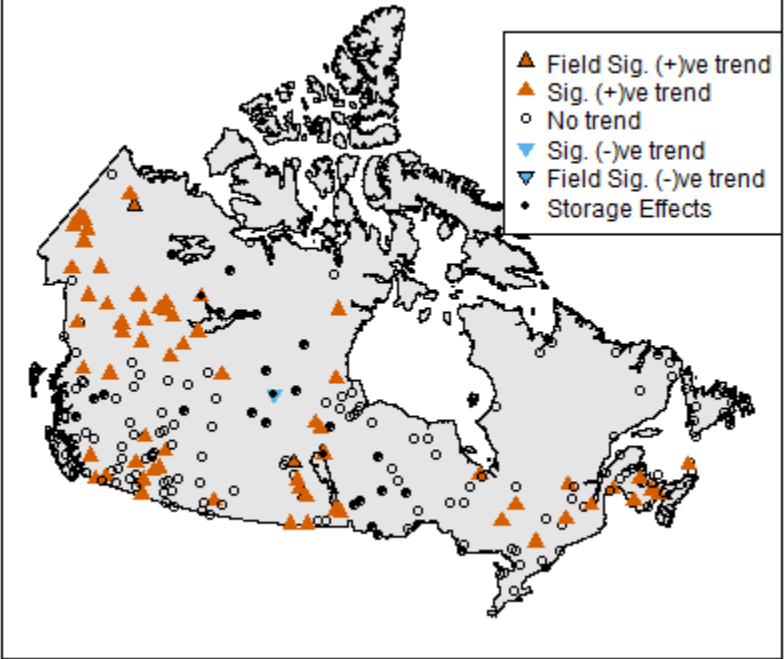 Field Sig. (+)ve trend
Sig. (+)ve trend
No trend
Sig. (-)ve trend
Field Sig. (-)ve trend
Storage Effects